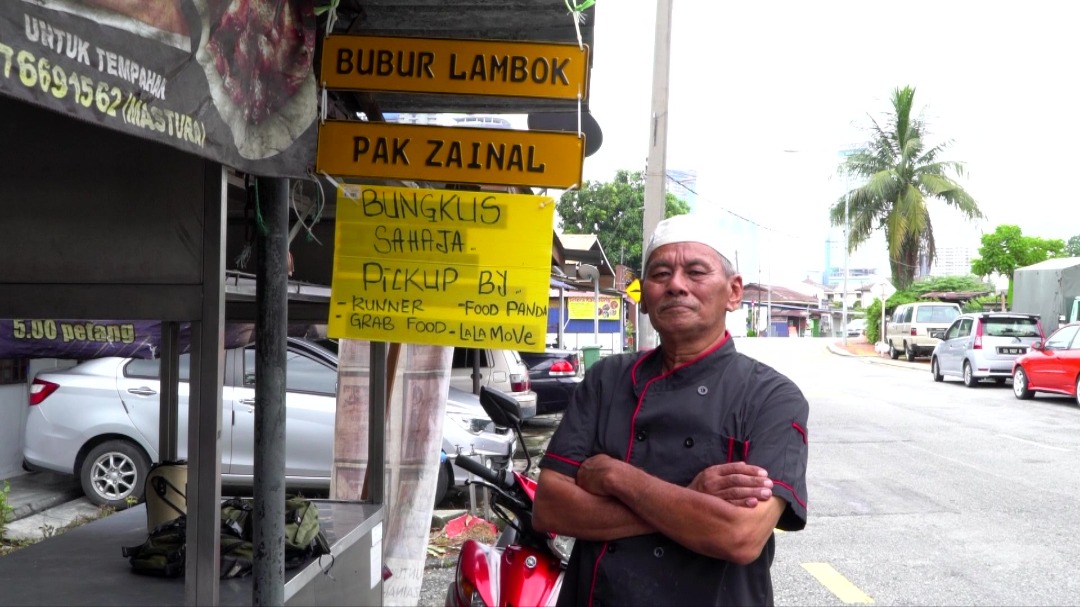 UNTUK TEMPAHAN
76691562 (MASTURA)
BUBUR LAMBOK
PAK ZAINAL
BUNGKUS
SAHAJA
PICKUP BY
- RUNNER - FOOD PANDA
- GRAB FOOD - LALA MOVE
5.00 petang